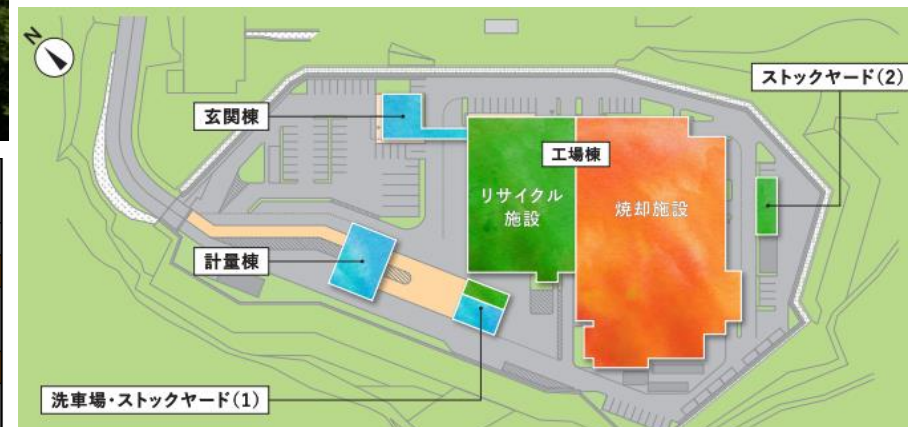 N
ストックヤード(2)
玄関棟
工場棟
リサイクル
施設
焼却施設
計量棟
洗車場・ストックヤード(1)